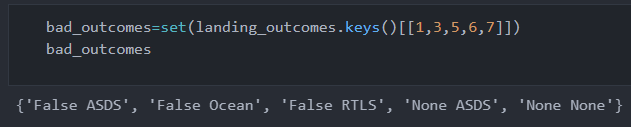 bad_outcomes=set(landing_outcomes.keys()[[1,3,5,6,7]])
bad_outcomes
{'False ASDS', 'False Ocean', 'False RTLS', 'None ASDS', 'None None'}